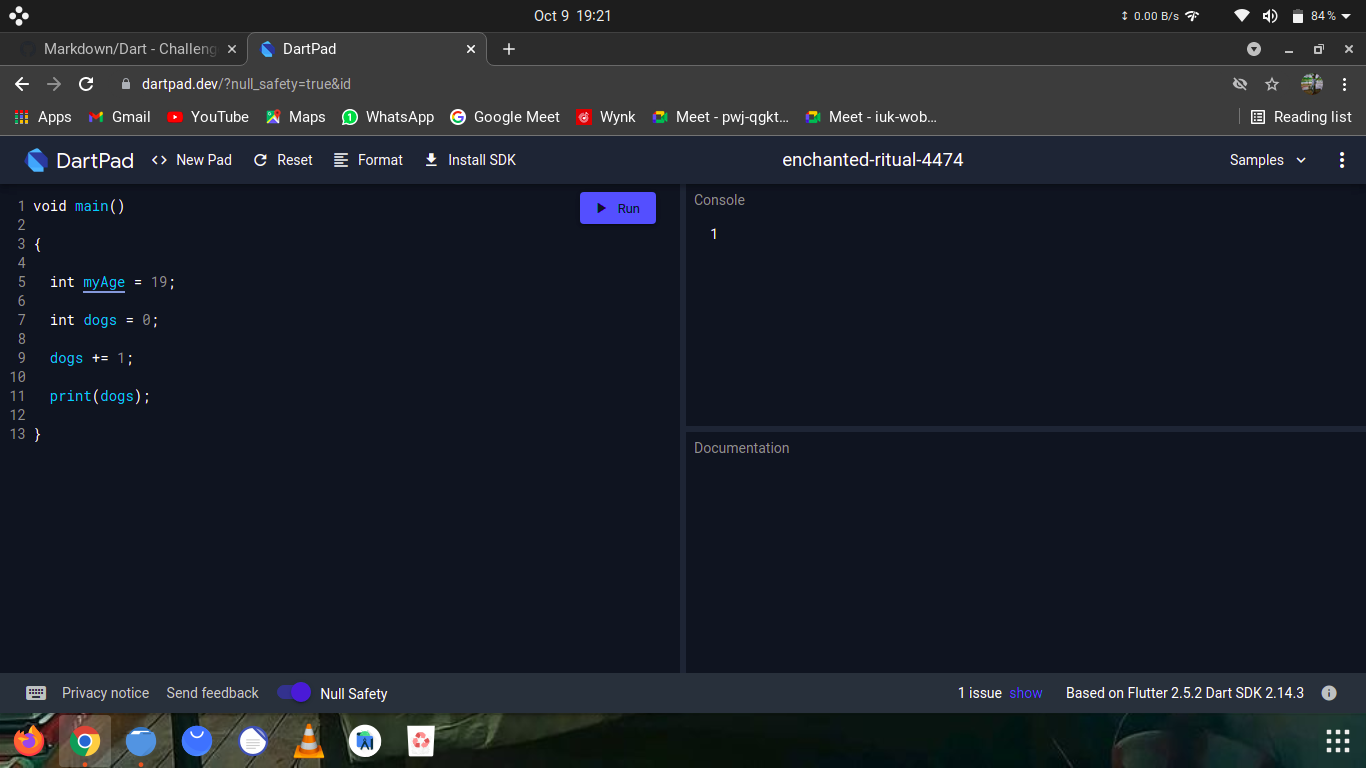 Oct 9 19:21
0.00 B/s
84%
Markdown/Dart - Challeng
DartPad
dartpad.dev/?null_safety=true&id
Apps
Gmail
YouTube
Maps
WhatsApp
Google Meet
Wynk
Meet - pwj-qgkt...
Meet - iuk-wob...
Reading list
DartPad
New Pad
Reset
Format
Install SDK
enchanted-ritual-4474
Samples
1 void main()
2
3 {
4
5 int myAge = 19;
6
7 int dogs = 0;
8
9 dogs += 1;
10
11 print(dogs);
12
13 }
Run
Console
1
Documentation
Privacy notice
Send feedback
Null Safety
1 issue show
Based on Flutter 2.5.2 Dart SDK 2.14.3